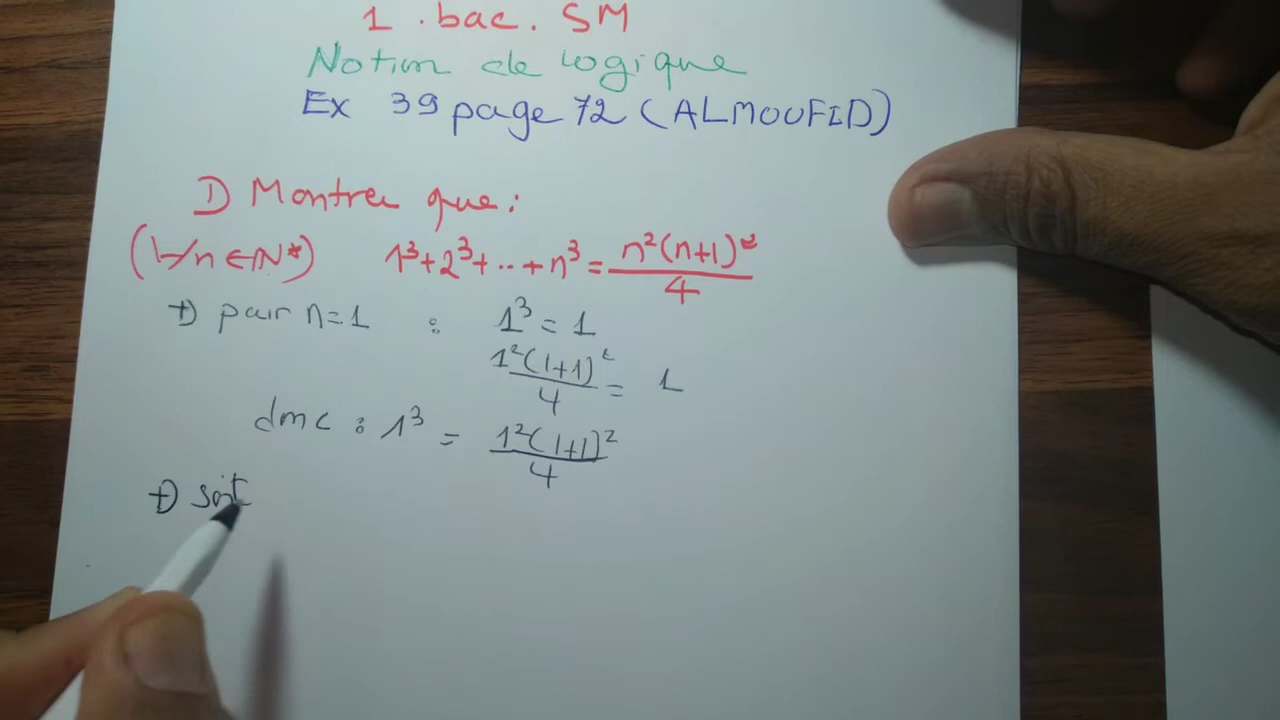 1 . bac . SM
Notion de logique
Ex 39 page 72 (ALMOUFID)
1) Montrer que :
(∀n∈N*) 1³+2³+..+n³ = n²(n+1)²/4
+) pour n=1 : 1³ = 1
1²(1+1)²/4 = 1
donc : 1³ = 1²(1+1)²/4
+) soit